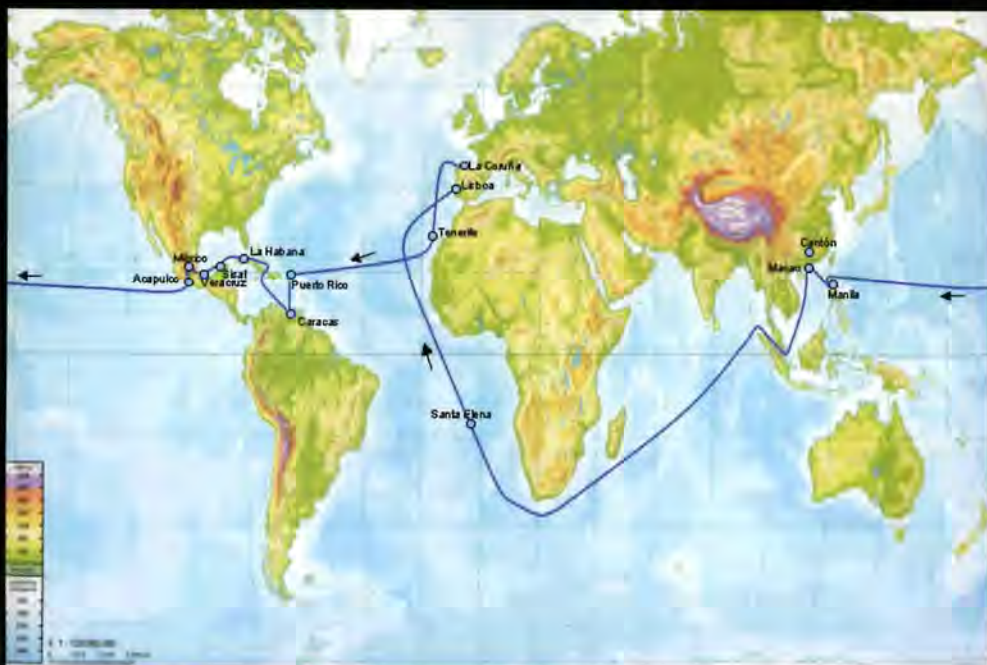 La Coruña
Lisboa
Tenerife
La Habana
México
Sisal
Acapulco
Veracruz
Puerto Rico
Caracas
Cantón
Macao
Manila
Santa Elena